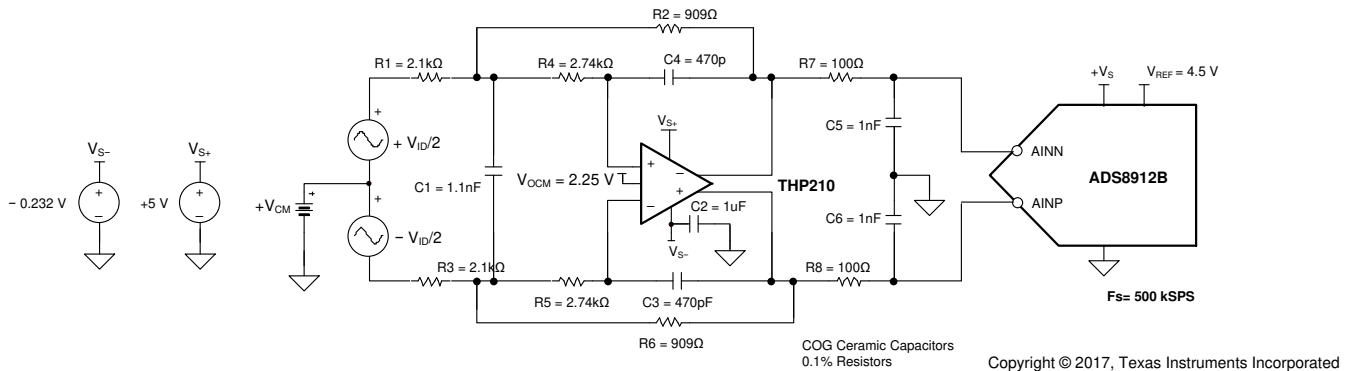 R2 = 909Ω
R1 = 2.1kΩ
R4 = 2.74kΩ
C4 = 470p
R7 = 100Ω
+VS
VREF = 4.5 V
VS−
VS+
− 0.232 V
+
−
+5 V
+
−
+
+ VID/2
+VCM
+
+
− VID/2
C1 = 1.1nF
VOCM = 2.25 V
VS+
+
−
−
+
THP210
C2 = 1uF
VS−
C5 = 1nF
C6 = 1nF
AINN
ADS8912B
AINP
R3 = 2.1kΩ
R5 = 2.74kΩ
C3 = 470pF
R8 = 100Ω
R6 = 909Ω
Fs= 500 kSPS
COG Ceramic Capacitors
0.1% Resistors
Copyright © 2017, Texas Instruments Incorporated